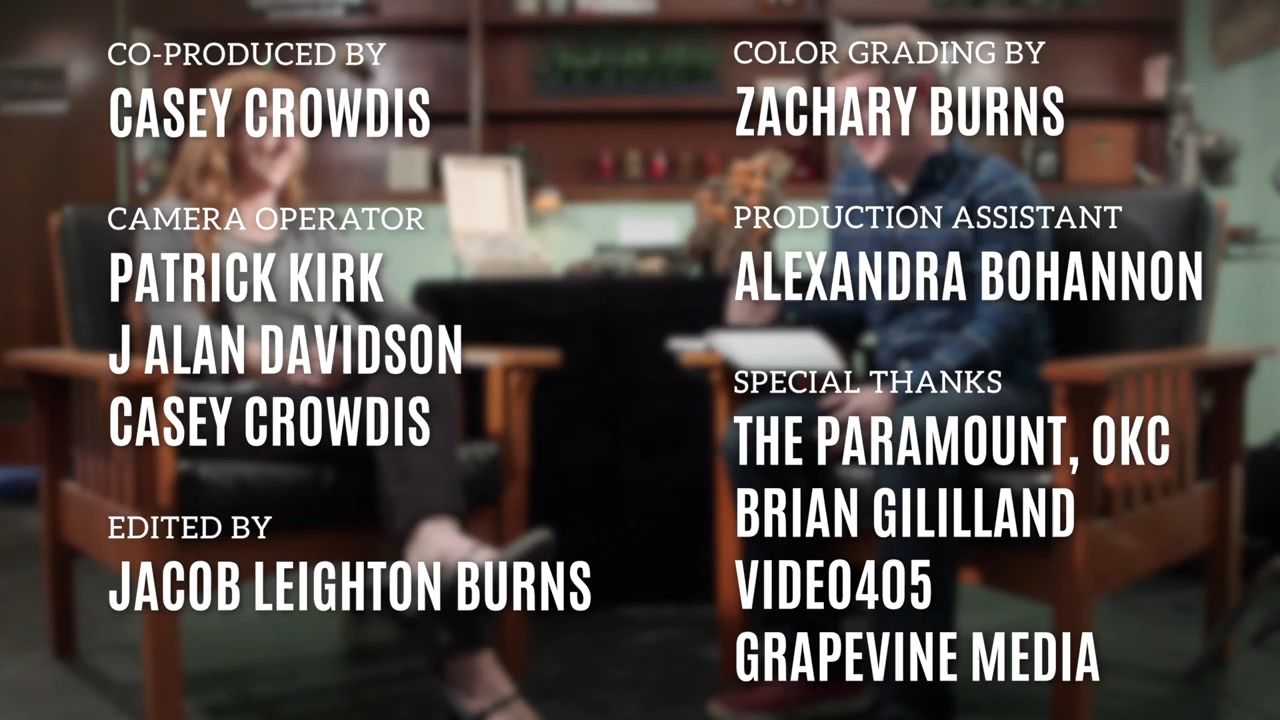 CO-PRODUCED BY
CASEY CROWDIS
CAMERA OPERATOR
PATRICK KIRK
J ALAN DAVIDSON
CASEY CROWDIS
EDITED BY
JACOB LEIGHTON BURNS
COLOR GRADING BY
ZACHARY BURNS
PRODUCTION ASSISTANT
ALEXANDRA BOHANNON
SPECIAL THANKS
THE PARAMOUNT, OKC
BRIAN GILILLAND
VIDEO405
GRAPEVINE MEDIA